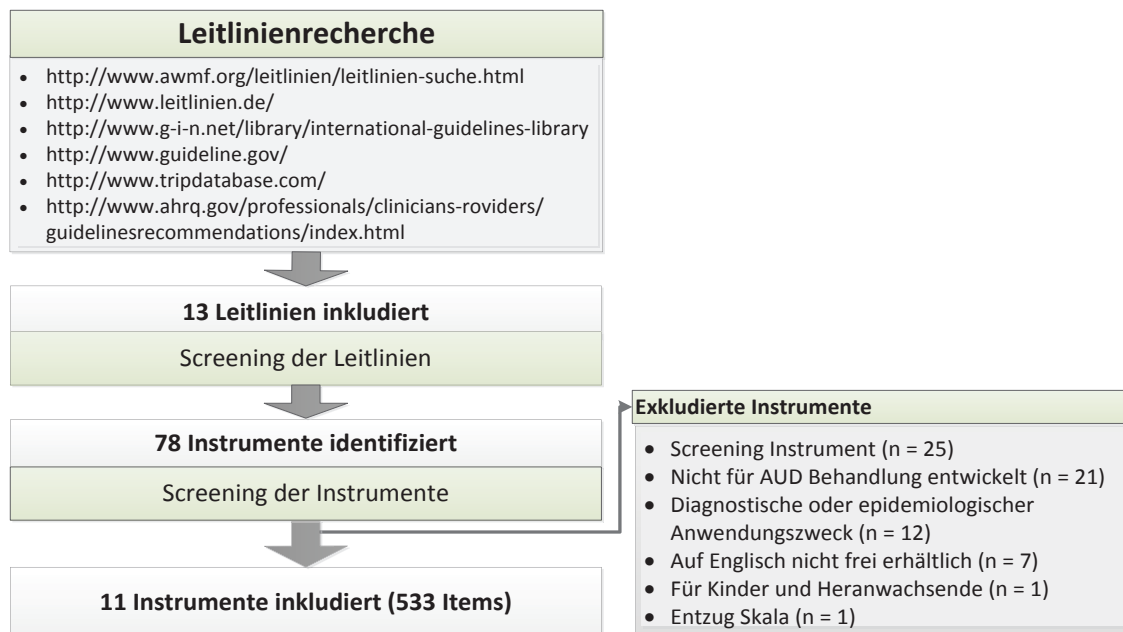 Leitlinienrecherche
• http://www.awmf.org/leitlinien/leitlinien-suche.html
• http://www.leitlinien.de/
• http://www.g-i-n.net/library/international-guidelines-library
• http://www.guideline.gov/
• http://www.tripdatabase.com/
• http://www.ahrq.gov/professionals/clinicians-roviders/
guidelinesrecommendations/index.html
13 Leitlinien inkludiert
Screening der Leitlinien
78 Instrumente identifiziert
Screening der Instrumente
11 Instrumente inkludiert (533 Items)
Exkludierte Instrumente
• Screening Instrument (n = 25)
• Nicht für AUD Behandlung entwickelt (n = 21)
• Diagnostische oder epidemiologischer
Anwendungszweck (n = 12)
• Auf Englisch nicht frei erhältlich (n = 7)
• Für Kinder und Heranwachsende (n = 1)
• Entzug Skala (n = 1)